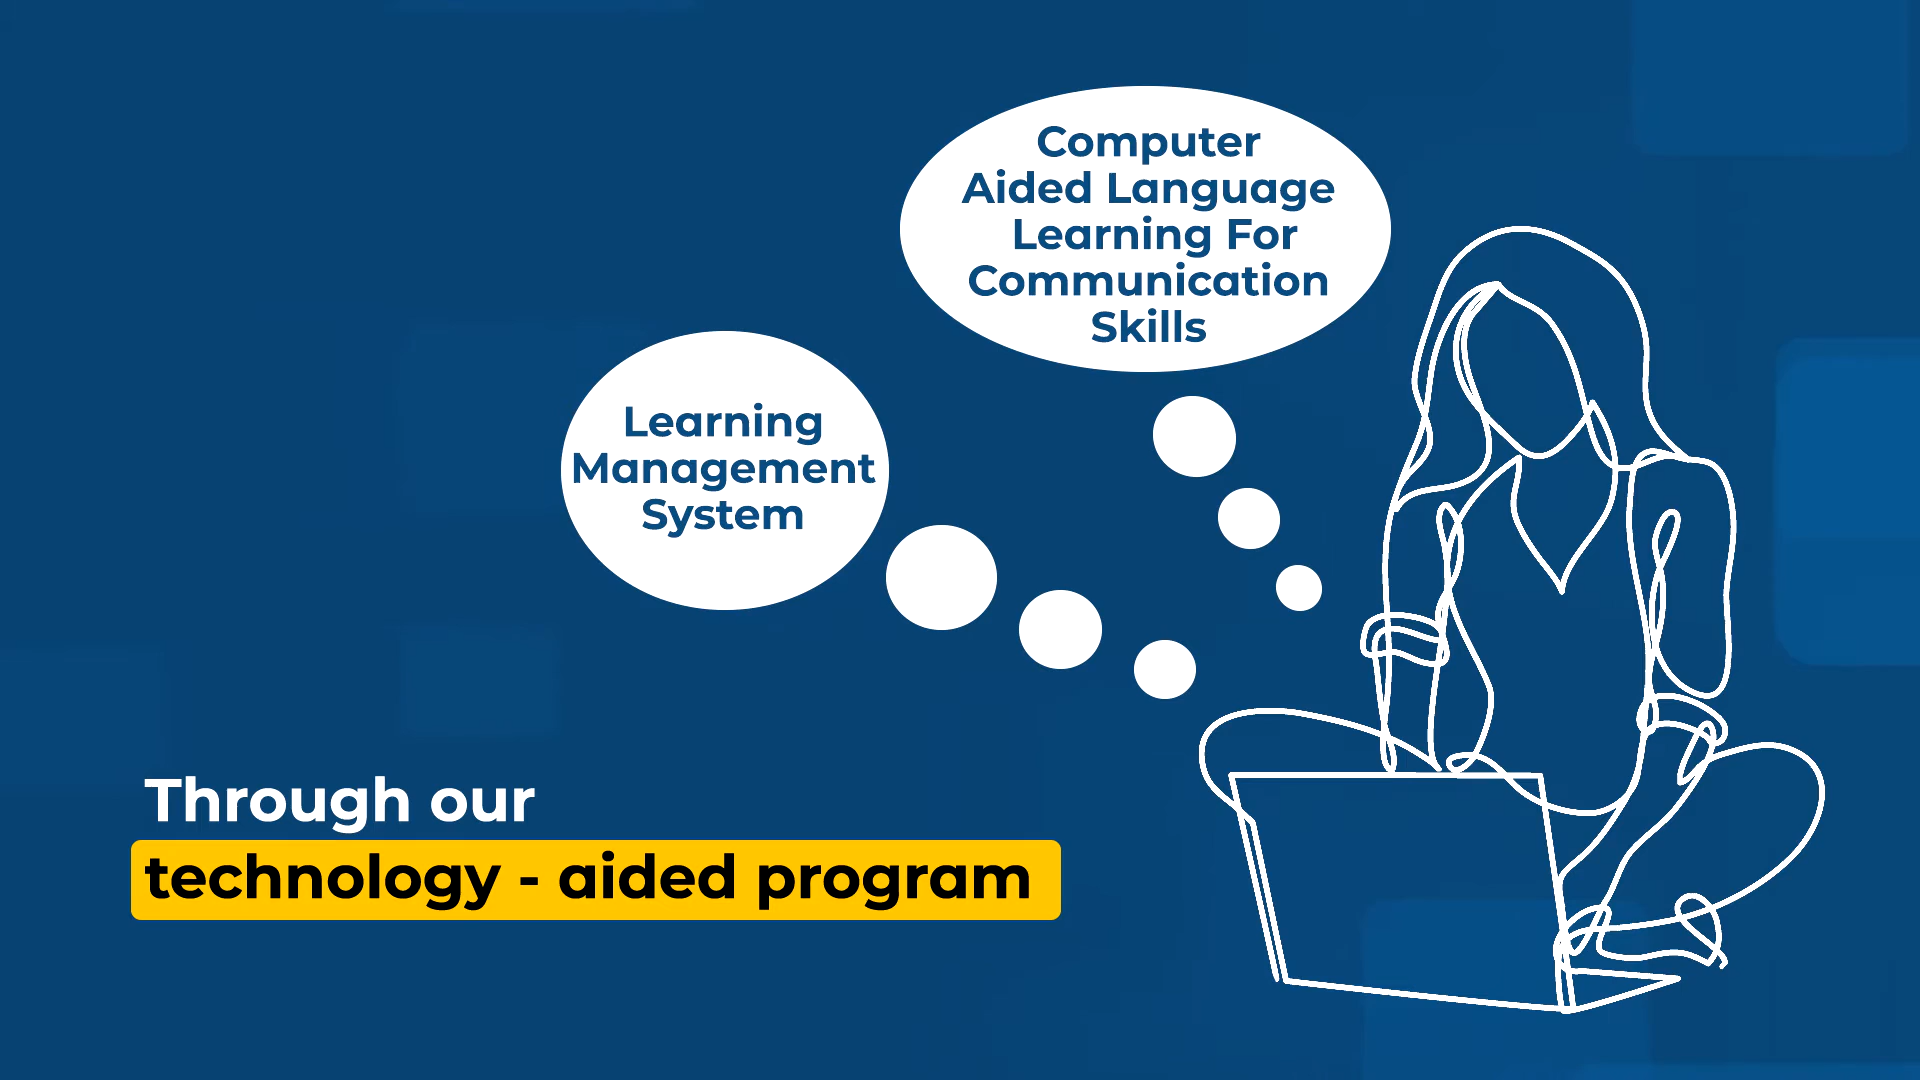 Computer
Aided Language
Learning For
Communication
Skills
Learning
Management
System
Through our
technology - aided program